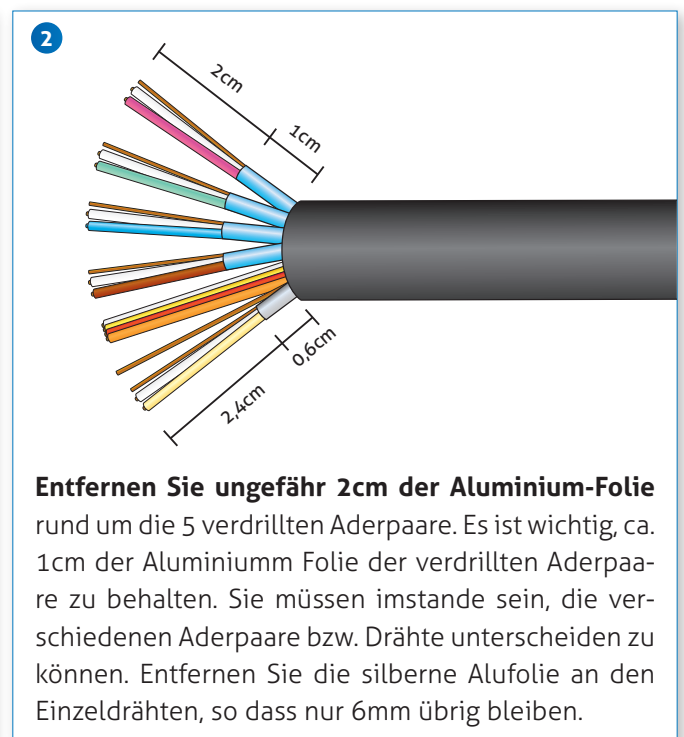 2
2cm
1cm
0,6cm
2,4cm
Entfernen Sie ungefähr 2cm der Aluminium-Folie
rund um die 5 verdrillten Aderpaare. Es ist wichtig, ca.
1cm der Aluminiumm Folie der verdrillten Aderpaa-
re zu behalten. Sie müssen imstande sein, die ver-
schiedenen Aderpaare bzw. Drähte unterscheiden zu
können. Entfernen Sie die silberne Alufolie an den
Einzeldrähten, so dass nur 6mm übrig bleiben.